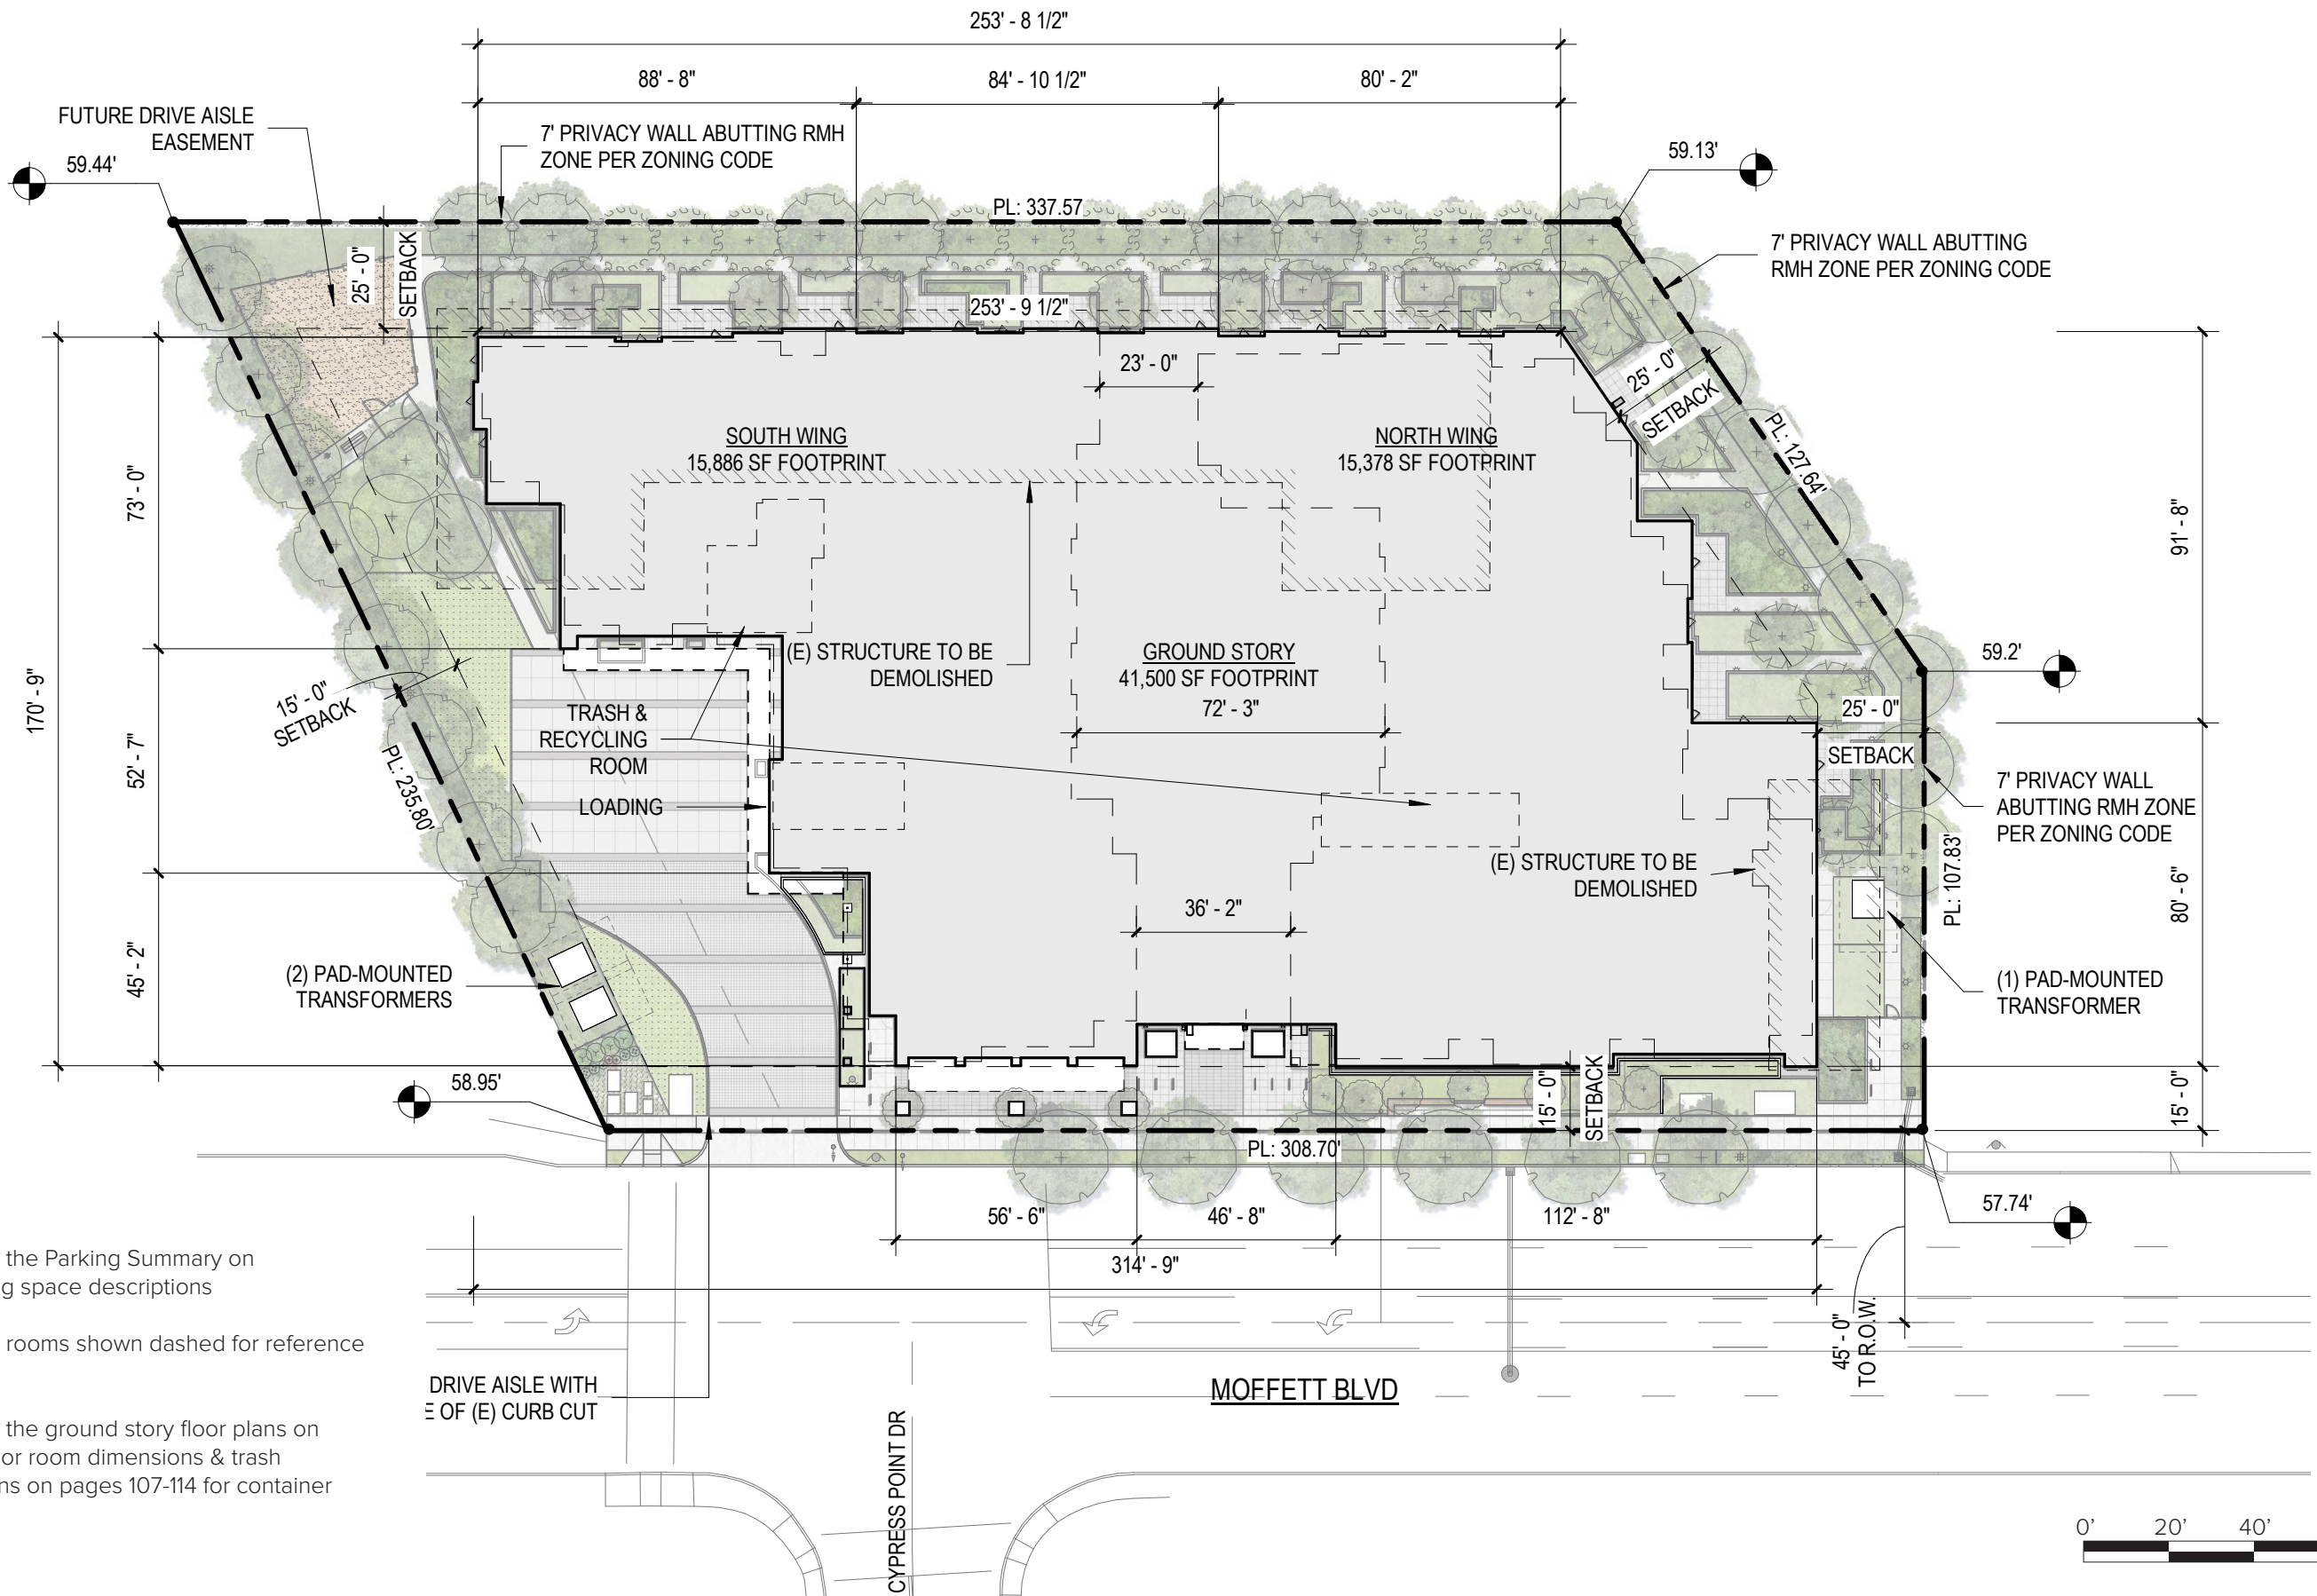 253' - 8 1/2"
88' - 8"
84' - 10 1/2"
80' - 2"
FUTURE DRIVE AISLE
EASEMENT
7' PRIVACY WALL ABUTTING RMH
ZONE PER ZONING CODE
59.44'
59.13'
PL: 337.57
7' PRIVACY WALL ABUTTING
RMH ZONE PER ZONING CODE
25' - 0"
SETBACK
253' - 9 1/2"
23' - 0"
25' - 0"
SETBACK
PL: 127.64'
SOUTH WING
15,886 SF FOOTPRINT
NORTH WING
15,378 SF FOOTPRINT
73' - 0"
91' - 8"
170' - 9"
(E) STRUCTURE TO BE
DEMOLISHED
GROUND STORY
41,500 SF FOOTPRINT
72' - 3"
59.2'
15' - 0"
SETBACK
TRASH &
RECYCLING
ROOM
LOADING
25' - 0"
SETBACK
52' - 7"
PL: 235.80'
7' PRIVACY WALL
ABUTTING RMH ZONE
PER ZONING CODE
PL: 107.83'
(E) STRUCTURE TO BE
DEMOLISHED
80' - 6"
36' - 2"
45' - 2"
(2) PAD-MOUNTED
TRANSFORMERS
(1) PAD-MOUNTED
TRANSFORMER
58.95'
15' - 0"
SETBACK
15' - 0"
PL: 308.70'
56' - 6"
46' - 8"
112' - 8"
57.74'
314' - 9"
the Parking Summary on
g space descriptions
rooms shown dashed for reference
45' - 0"
TO R.O.W.
DRIVE AISLE WITH
E OF (E) CURB CUT
MOFFETT BLVD
CYPRESS POINT DR
the ground story floor plans on
or room dimensions & trash
ns on pages 107-114 for container
0' 20' 40'